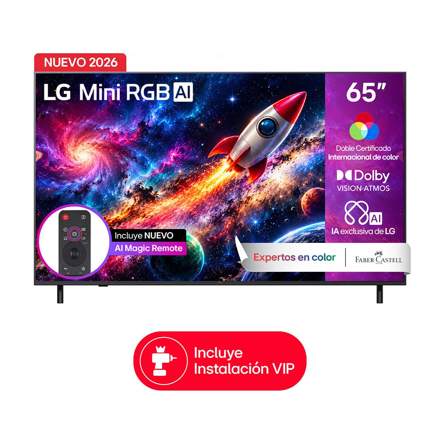 NUEVO 2026
LG Mini RGB AI
65”
Doble Certificado
Internacional de color
Dolby
VISION·ATMOS
AI
IA exclusiva de LG
Incluye NUEVO
AI Magic Remote
Expertos en color
FABER-CASTELL
Incluye
Instalación VIP